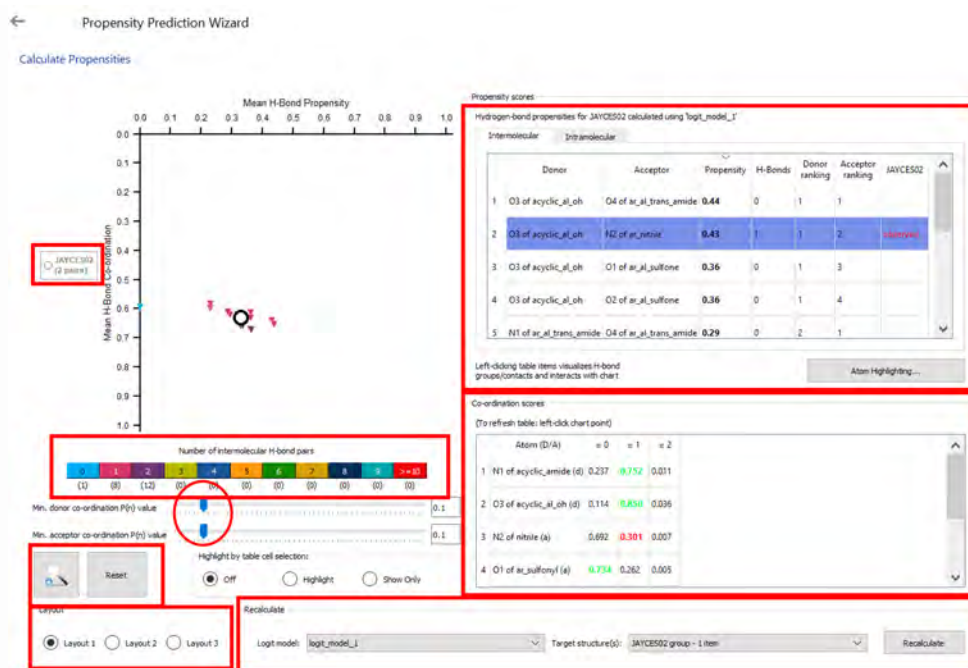 Propensity Prediction Wizard
Calculate Propensities
Mean H-Bond Propensity
0.0 0.1 0.2 0.3 0.4 0.5 0.6 0.7 0.8 0.9 1.0
Mean H-Bond Co-ordination
0.0
0.1
0.2
0.3
0.4
0.5
0.6
0.7
0.8
0.9
1.0
JAYCES02
(2 pairs)
Number of intermolecular H-bond pairs
0 1 2 3 4 5 6 7 8 9 >=10
(1) (8) (12) (0) (0) (0) (0) (0) (0) (0) (0)
Min. donor co-ordination P(n) value 0.1
Min. acceptor co-ordination P(n) value 0.1
Reset
Highlight by table cell selection:
Off Highlight Show Only
Layout
Layout 1 Layout 2 Layout 3
Propensity scores
Hydrogen-bond propensities for JAYCES02 calculated using 'logit_model_1'
Intermolecular Intramolecular
Donor Acceptor Propensity H-Bonds Donor ranking Acceptor ranking JAYCES02
1 O3 of acyclic_al_oh O4 of ar_al_trans_amide 0.44 0 1 1
2 O3 of acyclic_al_oh N2 of ar_nitrile 0.43 1 1 2
3 O3 of acyclic_al_oh O1 of ar_al_sulfone 0.36 0 1 3
4 O3 of acyclic_al_oh O2 of ar_al_sulfone 0.36 0 1 4
5 N1 of ar_al_trans_amide O4 of ar_al_trans_amide 0.29 0 2 1
Left-clicking table items visualizes H-bond
groups/contacts and interacts with chart
Atom Highlighting...
Co-ordination scores
(To refresh table: left-click chart point)
Atom (D/A) = 0 = 1 = 2
1 N1 of acyclic_amide (d) 0.237 0.752 0.011
2 O3 of acyclic_al_oh (d) 0.114 0.850 0.036
3 N2 of nitrile (a) 0.692 0.301 0.007
4 O1 of ar_sulfonyl (a) 0.734 0.262 0.005
Recalculate
Logit model: logit_model_1 Target structure(s): JAYCES02 group - 1 item Recalculate